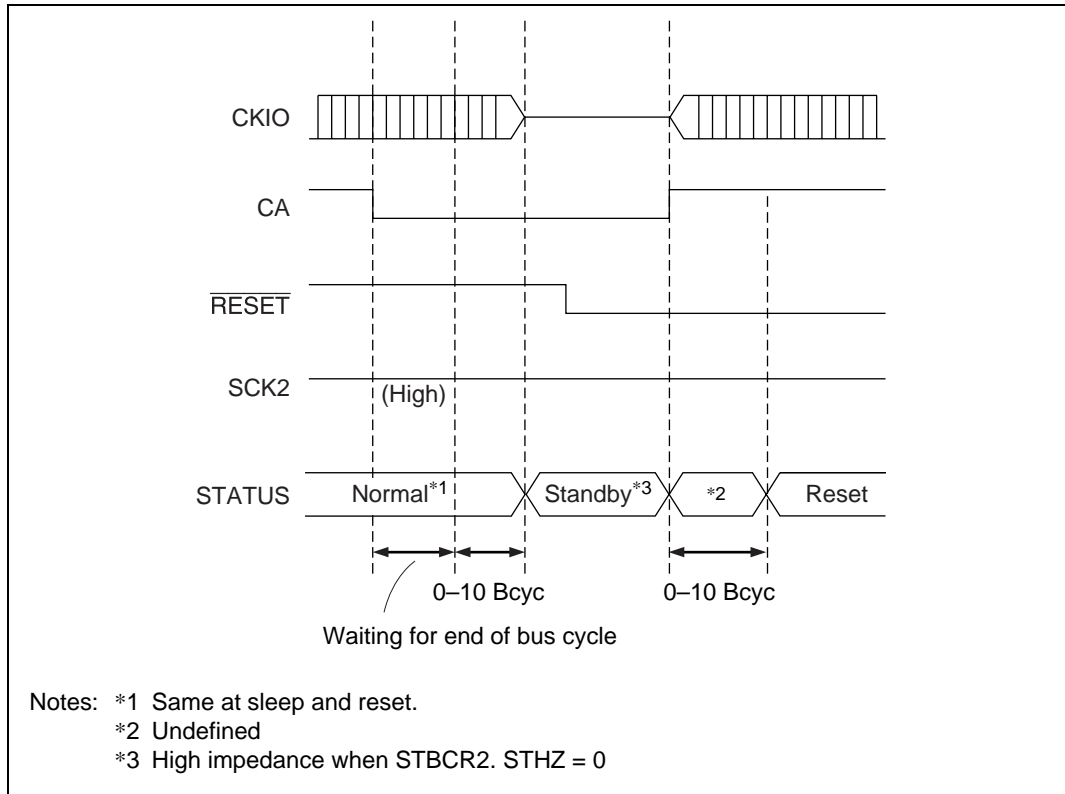 CKIO
CA
RESET
SCK2
(High)
STATUS
Normal*1
Standby*3
*2
Reset
0–10 Bcyc
0–10 Bcyc
Waiting for end of bus cycle
Notes: *1 Same at sleep and reset.
*2 Undefined
*3 High impedance when STBCR2. STHZ = 0